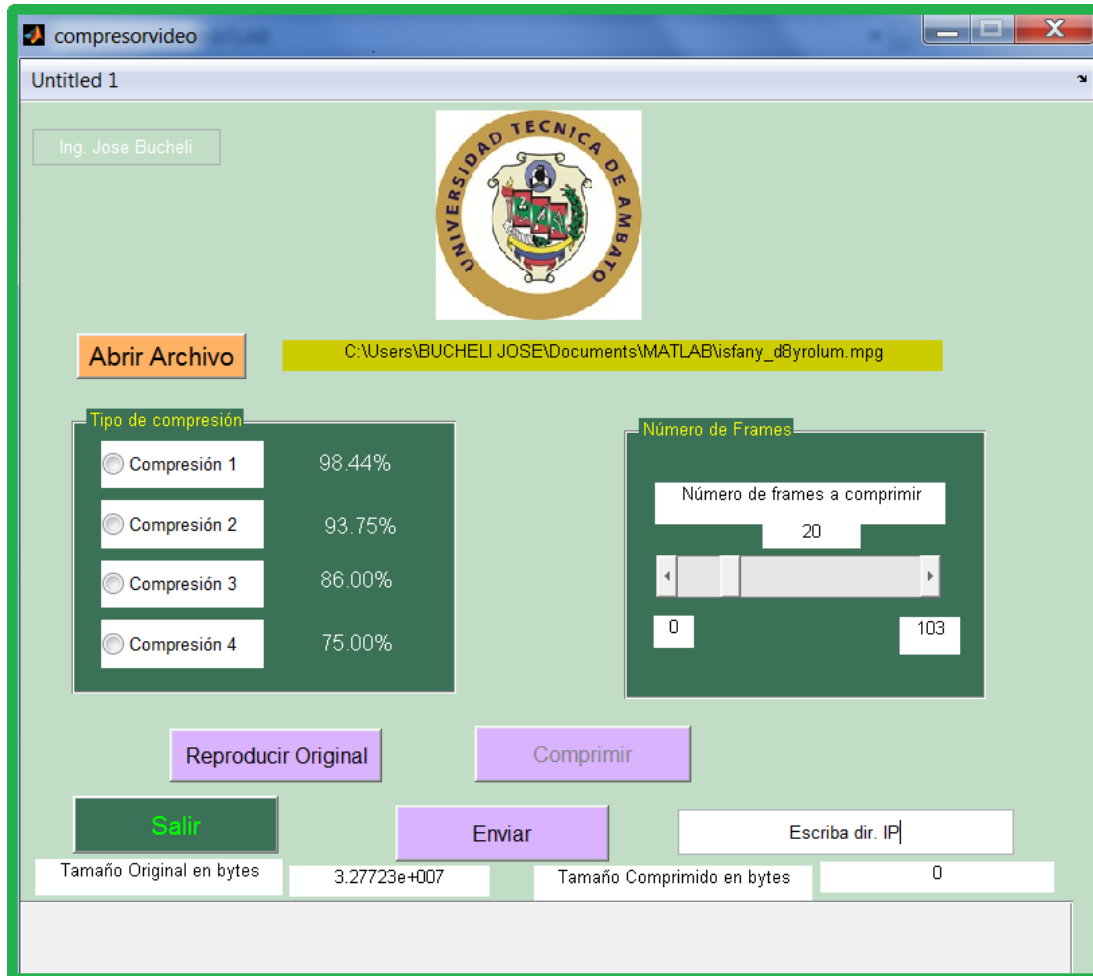 compresorvideo
Untitled 1
Ing. Jose Bucheli
UNIVERSIDAD TECNICA DE AMBATO
Abrir Archivo
C:\Users\BUCHELI JOSE\Documents\MATLAB\isfany_d8yrolum.mpg
Tipo de compresión
Compresión 1 98.44%
Compresión 2 93.75%
Compresión 3 86.00%
Compresión 4 75.00%
Número de Frames
Número de frames a comprimir
20
0 103
Reproducir Original
Comprimir
Salir
Enviar
Escriba dir. IP
Tamaño Original en bytes
3.27723e+007
Tamaño Comprimido en bytes
0